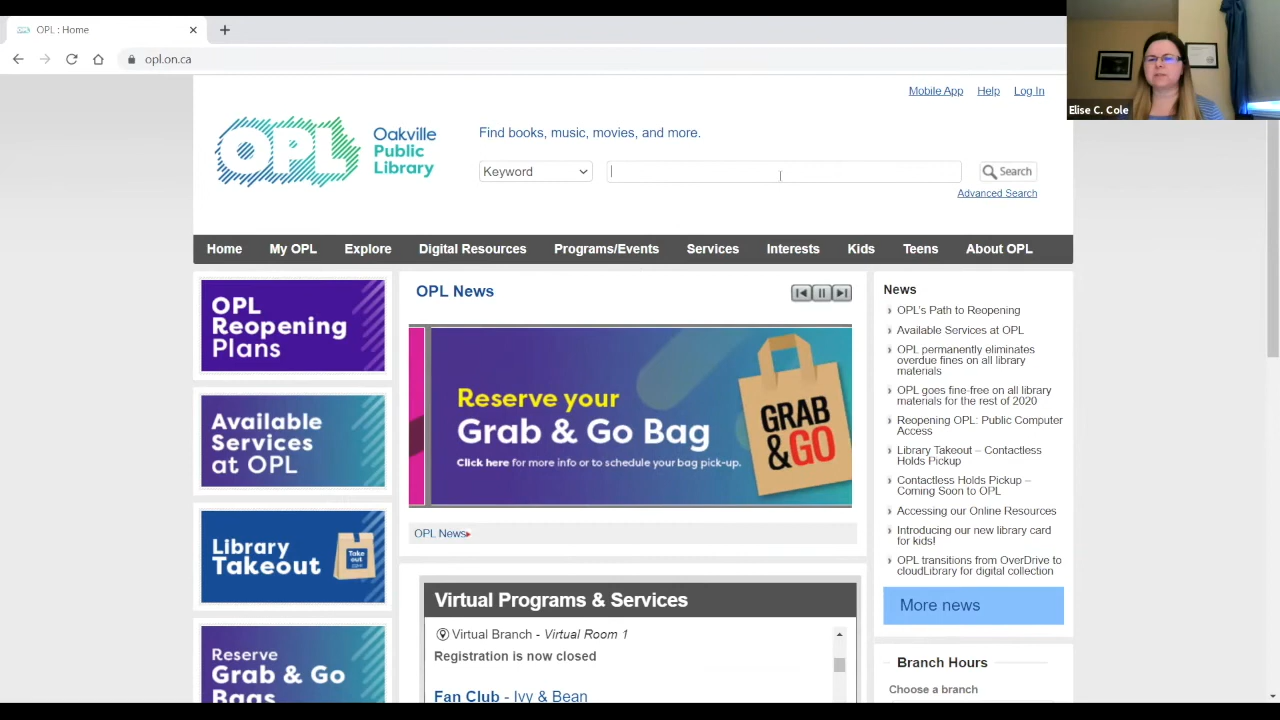 OPL : Home
opl.on.ca
Elise C. Cole
Mobile App Help Log In
OPL Oakville
Public
Library
Find books, music, movies, and more.
Keyword
Search
Advanced Search
Home My OPL Explore Digital Resources Programs/Events Services Interests Kids Teens About OPL
OPL
Reopening
Plans
Available
Services
at OPL
Library
Takeout
Take
out
Reserve
Grab & Go
Bags
OPL News
Reserve your
Grab & Go Bag
Click here for more info or to schedule your bag pick-up.
GRAB
&GO
OPL News
Virtual Programs & Services
Virtual Branch - Virtual Room 1
Registration is now closed
Fan Club - Ivy & Bean
News
OPL's Path to Reopening
Available Services at OPL
OPL permanently eliminates
overdue fines on all library
materials
OPL goes fine-free on all library
materials for the rest of 2020
Reopening OPL: Public Computer
Access
Library Takeout – Contactless
Holds Pickup
Contactless Holds Pickup –
Coming Soon to OPL
Accessing our Online Resources
Introducing our new library card
for kids!
OPL transitions from OverDrive to
cloudLibrary for digital collection
More news
Branch Hours
Choose a branch